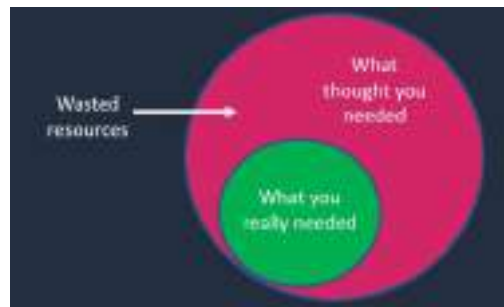 Wasted
resources
What
thought you
needed
What you
really needed